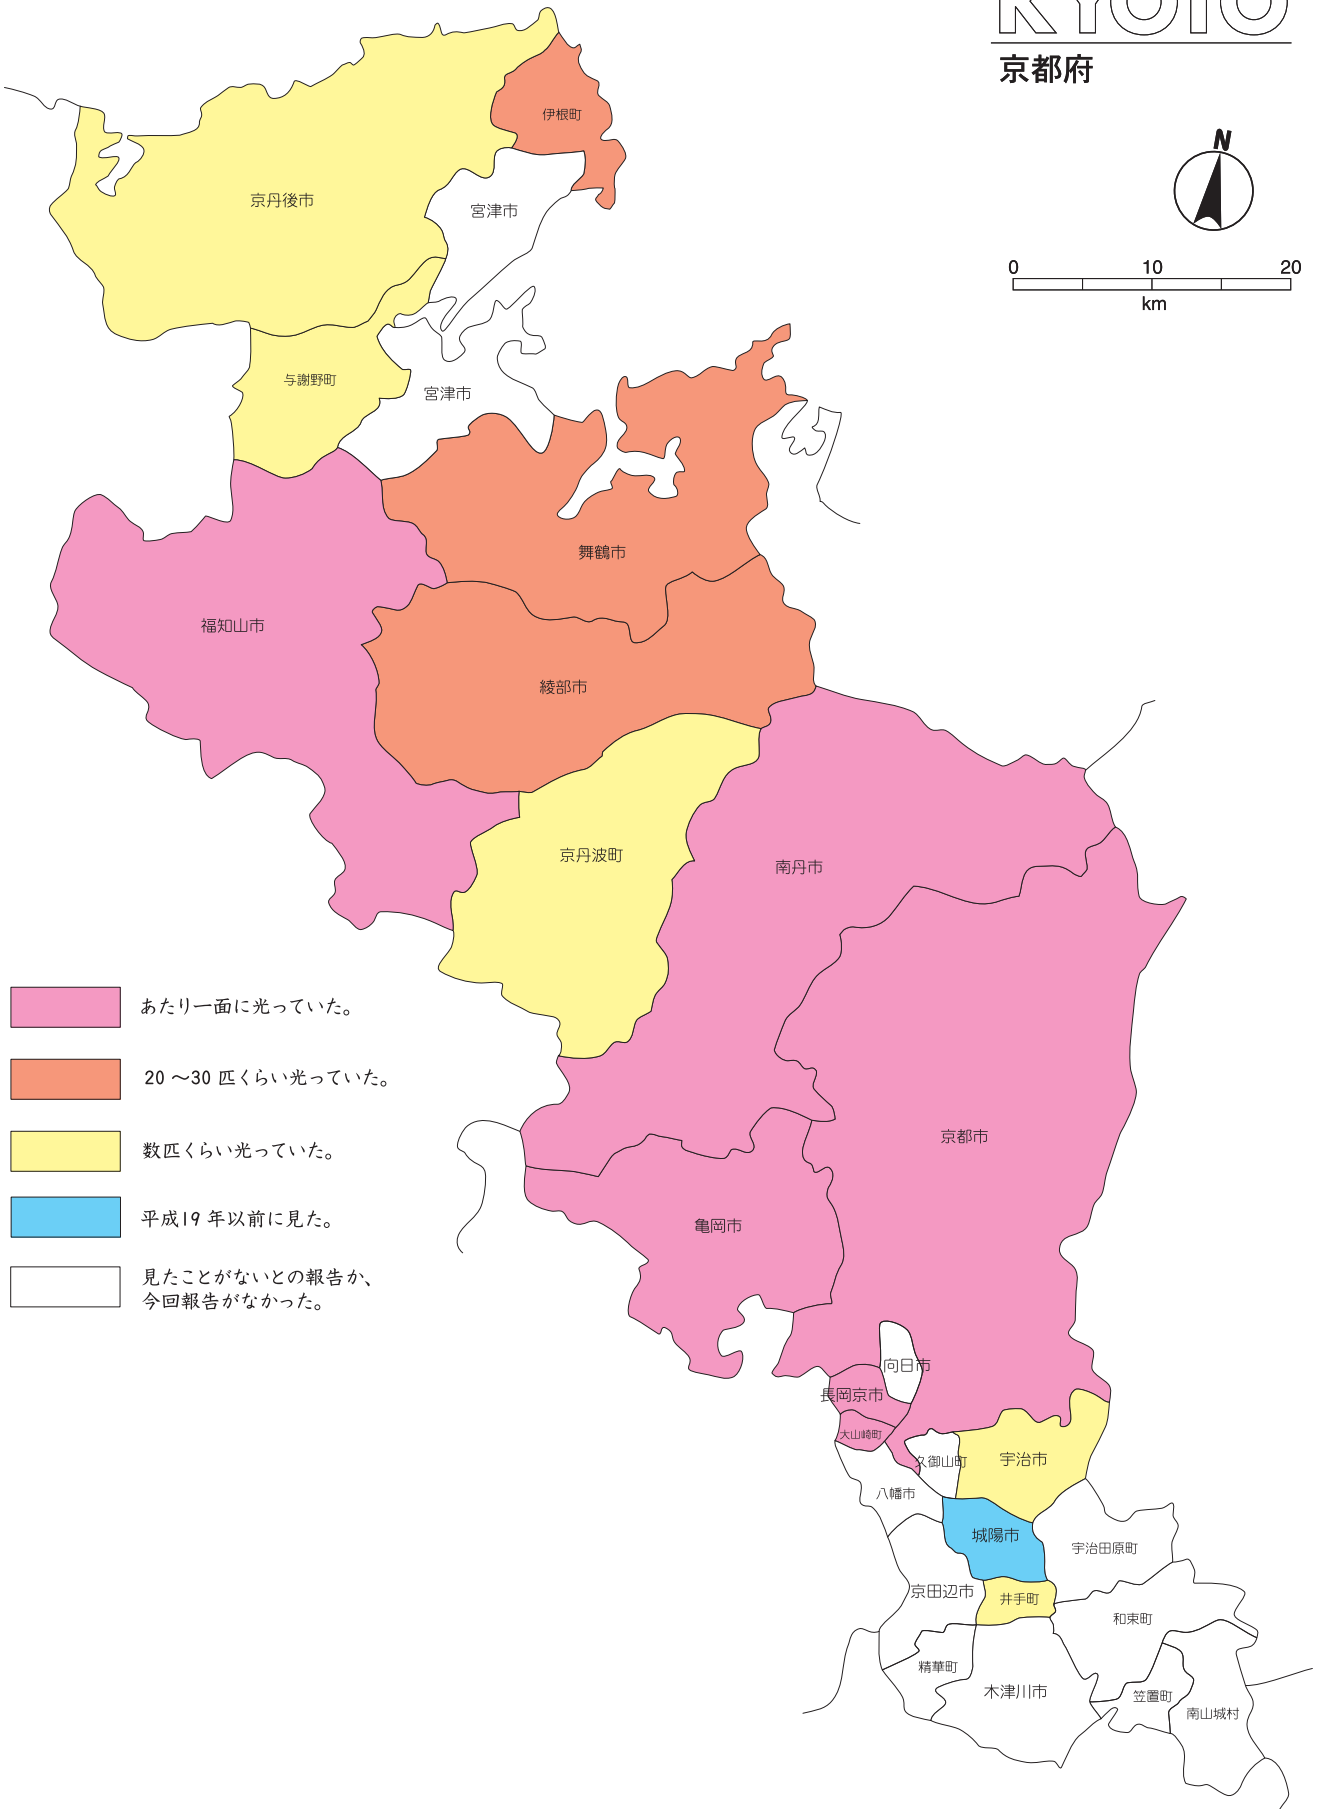 KYOTO
京都府
N
0 10 20
km
伊根町
京丹後市
宮津市
与謝野町
宮津市
舞鶴市
福知山市
綾部市
京丹波町
南丹市
京都市
亀岡市
向日市
長岡京市
大山崎町
久御山町
宇治市
八幡市
城陽市
宇治田原町
京田辺市
井手町
和束町
精華町
木津川市
笠置町
南山城村
あたり一面に光っていた。
20 〜30 匹くらい光っていた。
数匹くらい光っていた。
平成19 年以前に見た。
見たことがないとの報告か、
今回報告がなかった。